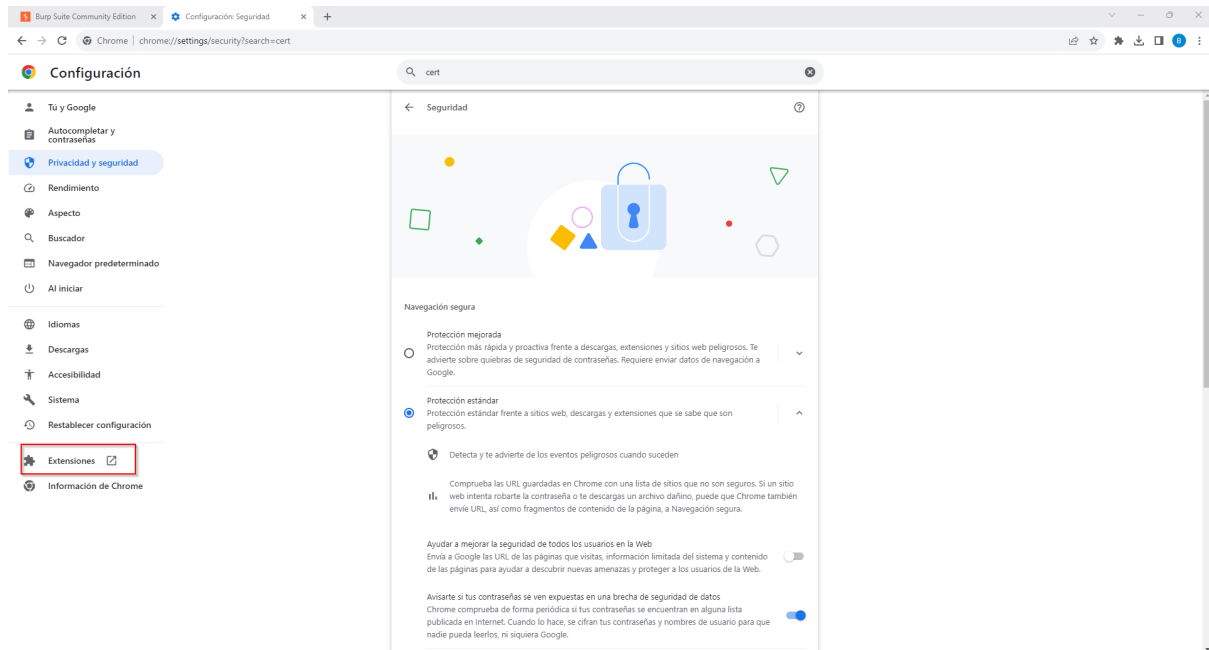 Burp Suite Community Edition
Configuración: Seguridad
Chrome | chrome://settings/security?search=cert
B
Configuración
cert
Tú y Google
Autocompletar y
contraseñas
Privacidad y seguridad
Rendimiento
Aspecto
Buscador
Navegador predeterminado
Al iniciar
Idiomas
Descargas
Accesibilidad
Sistema
Restablecer configuración
Extensiones
Información de Chrome
Seguridad
Navegación segura
Protección mejorada
Protección más rápida y proactiva frente a descargas, extensiones y sitios web peligrosos. Te
advierte sobre quiebras de seguridad de contraseñas. Requiere enviar datos de navegación a
Google.
Protección estándar
Protección estándar frente a sitios web, descargas y extensiones que se sabe que son
peligrosos.
Detecta y te advierte de los eventos peligrosos cuando suceden
Comprueba las URL guardadas en Chrome con una lista de sitios que no son seguros. Si un sitio
web intenta robarte la contraseña o te descargas un archivo dañino, puede que Chrome también
envíe URL, así como fragmentos de contenido de la página, a Navegación segura.
Ayudar a mejorar la seguridad de todos los usuarios en la Web
Envía a Google las URL de las páginas que visitas, información limitada del sistema y contenido
de las páginas para ayudar a descubrir nuevas amenazas y proteger a los usuarios de la Web.
Avisarte si tus contraseñas se ven expuestas en una brecha de seguridad de datos
Chrome comprueba de forma periódica si tus contraseñas se encuentran en alguna lista
publicada en Internet. Cuando lo hace, se cifran tus contraseñas y nombres de usuario para que
nadie pueda leerlos, ni siquiera Google.